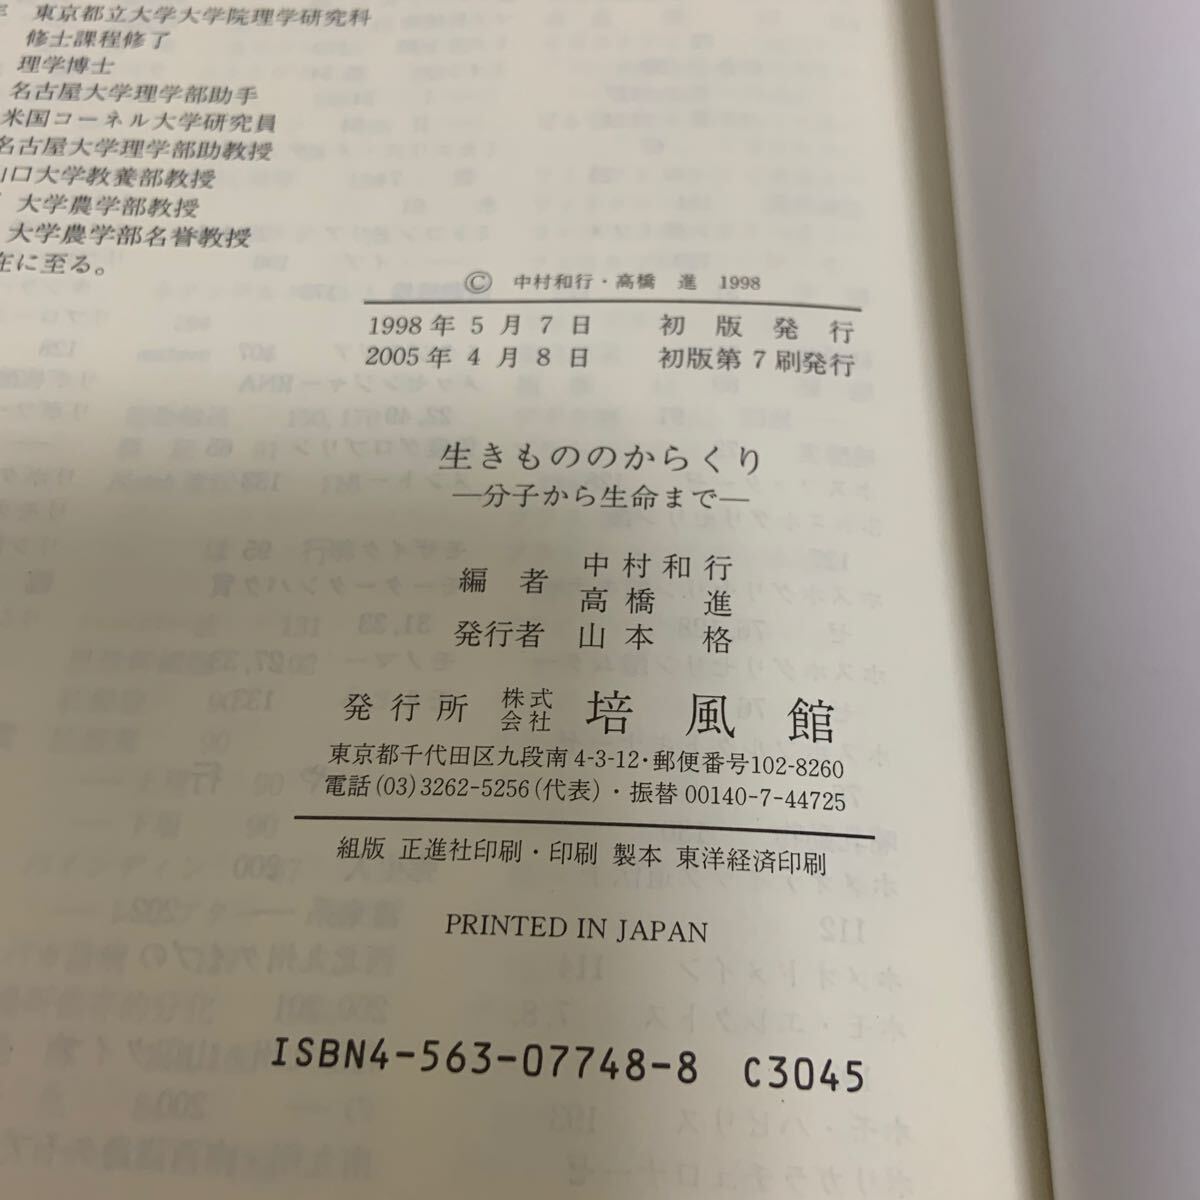 東京都立大学大学院理学研究科
修士課程修了
理学博士
名古屋大学理学部助手
米国コーネル大学研究員
名古屋大学理学部助教授
山口大学教養部教授
大学農学部教授
大学農学部名誉教授
在に至る。
© 中村和行・高橋 進 1998
1998年 5 月 7 日 初 版 発 行
2005年 4 月 8 日 初版第 7 刷発行
生きもののからくり
—分子から生命まで—
編 者 中 村 和 行
高 橋 進
発行者 山 本 格
発行所 株式会社 培 風 館
東京都千代田区九段南4-3-12・郵便番号102-8260
電話(03)3262-5256(代表)・振替00140-7-44725
組版 正進社印刷・印刷 製本 東洋経済印刷
PRINTED IN JAPAN
ISBN4-563-07748-8 C3045